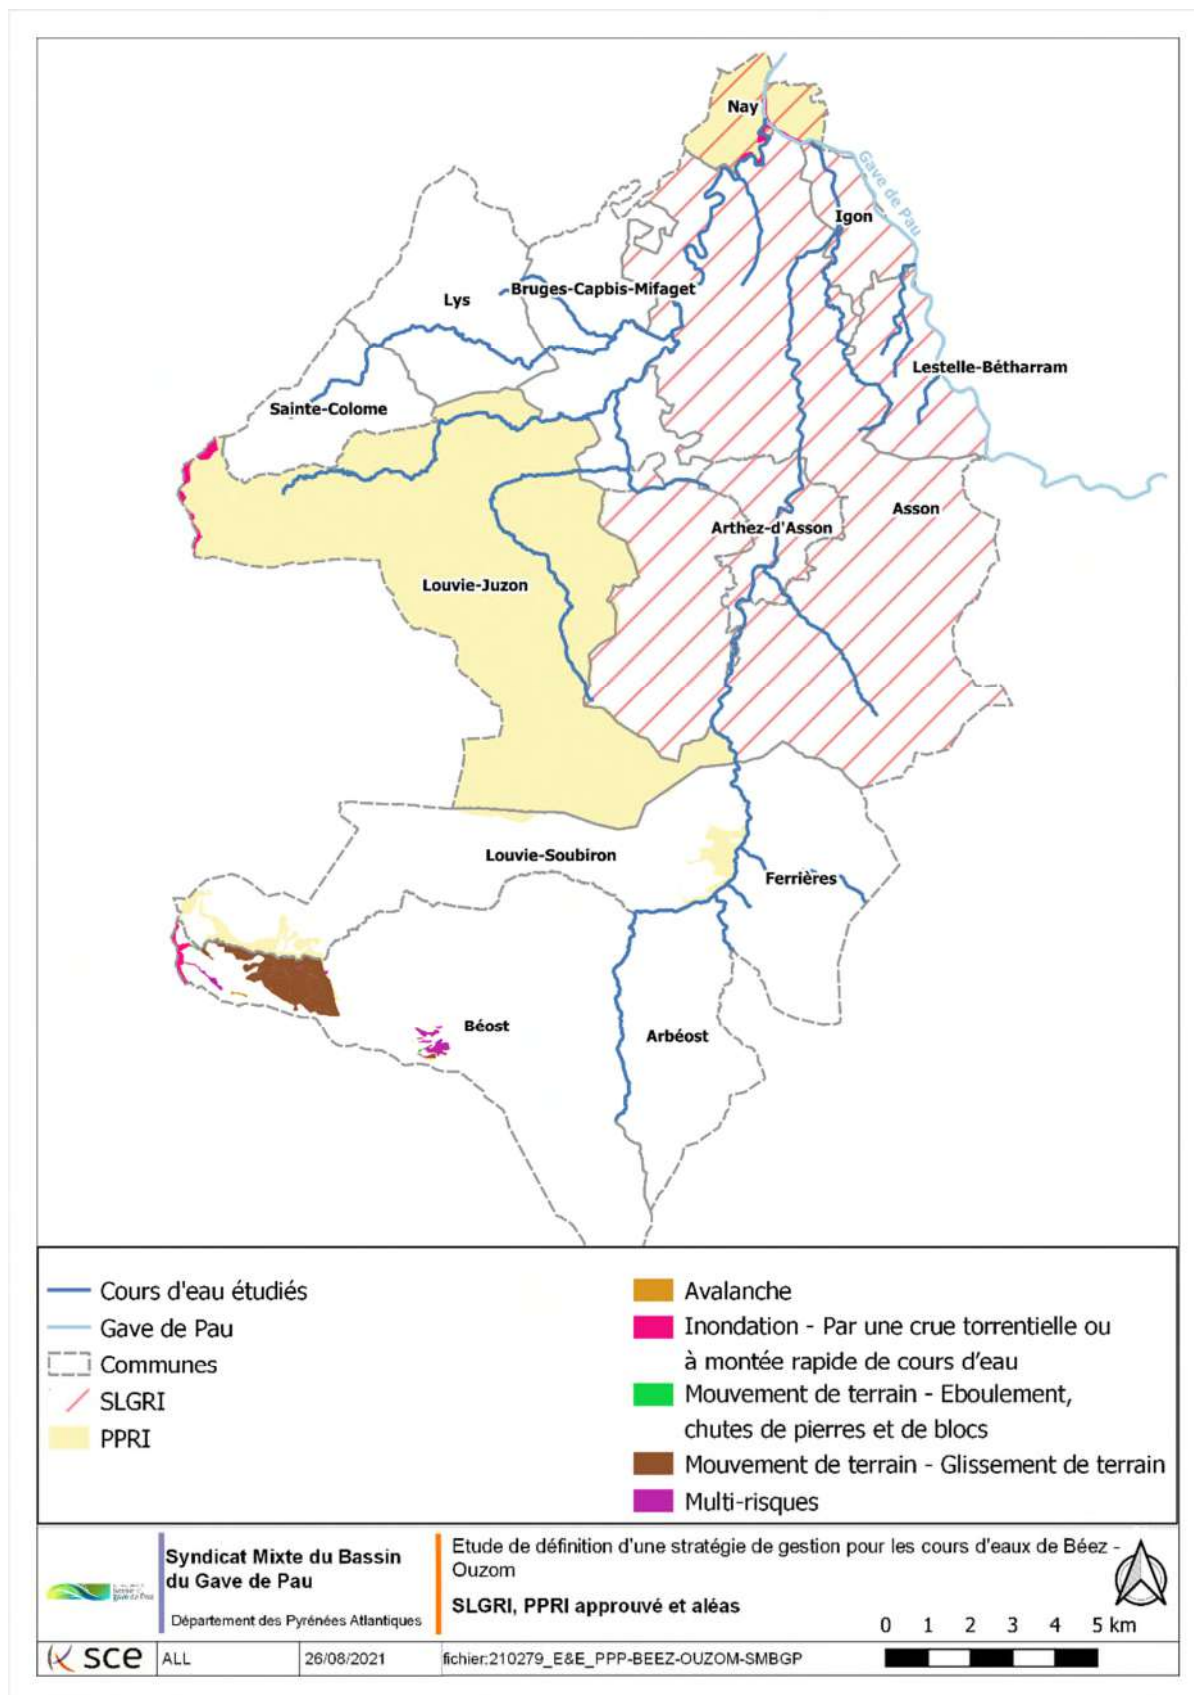 Nay
Gave de Pau
Igon
Bruges-Capbis-Mifaget
Lys
Lestelle-Bétharram
Sainte-Colome
Asson
Arthez-d'Asson
Louvie-Juzon
Louvie-Soubiron
Ferrières
Béost
Arbéost
Cours d'eau étudiés
Gave de Pau
Communes
SLGRI
PPRI
Avalanche
Inondation - Par une crue torrentielle ou
à montée rapide de cours d'eau
Mouvement de terrain - Eboulement,
chutes de pierres et de blocs
Mouvement de terrain - Glissement de terrain
Multi-risques
Syndicat Mixte du Bassin
du Gave de Pau
Département des Pyrénées Atlantiques
Etude de définition d'une stratégie de gestion pour les cours d'eaux de Béez -
Ouzom
SLGRI, PPRI approuvé et aléas
0 1 2 3 4 5 km
sce
ALL
26/08/2021
fichier:210279_E&E_PPP-BEEZ-OUZOM-SMBGP